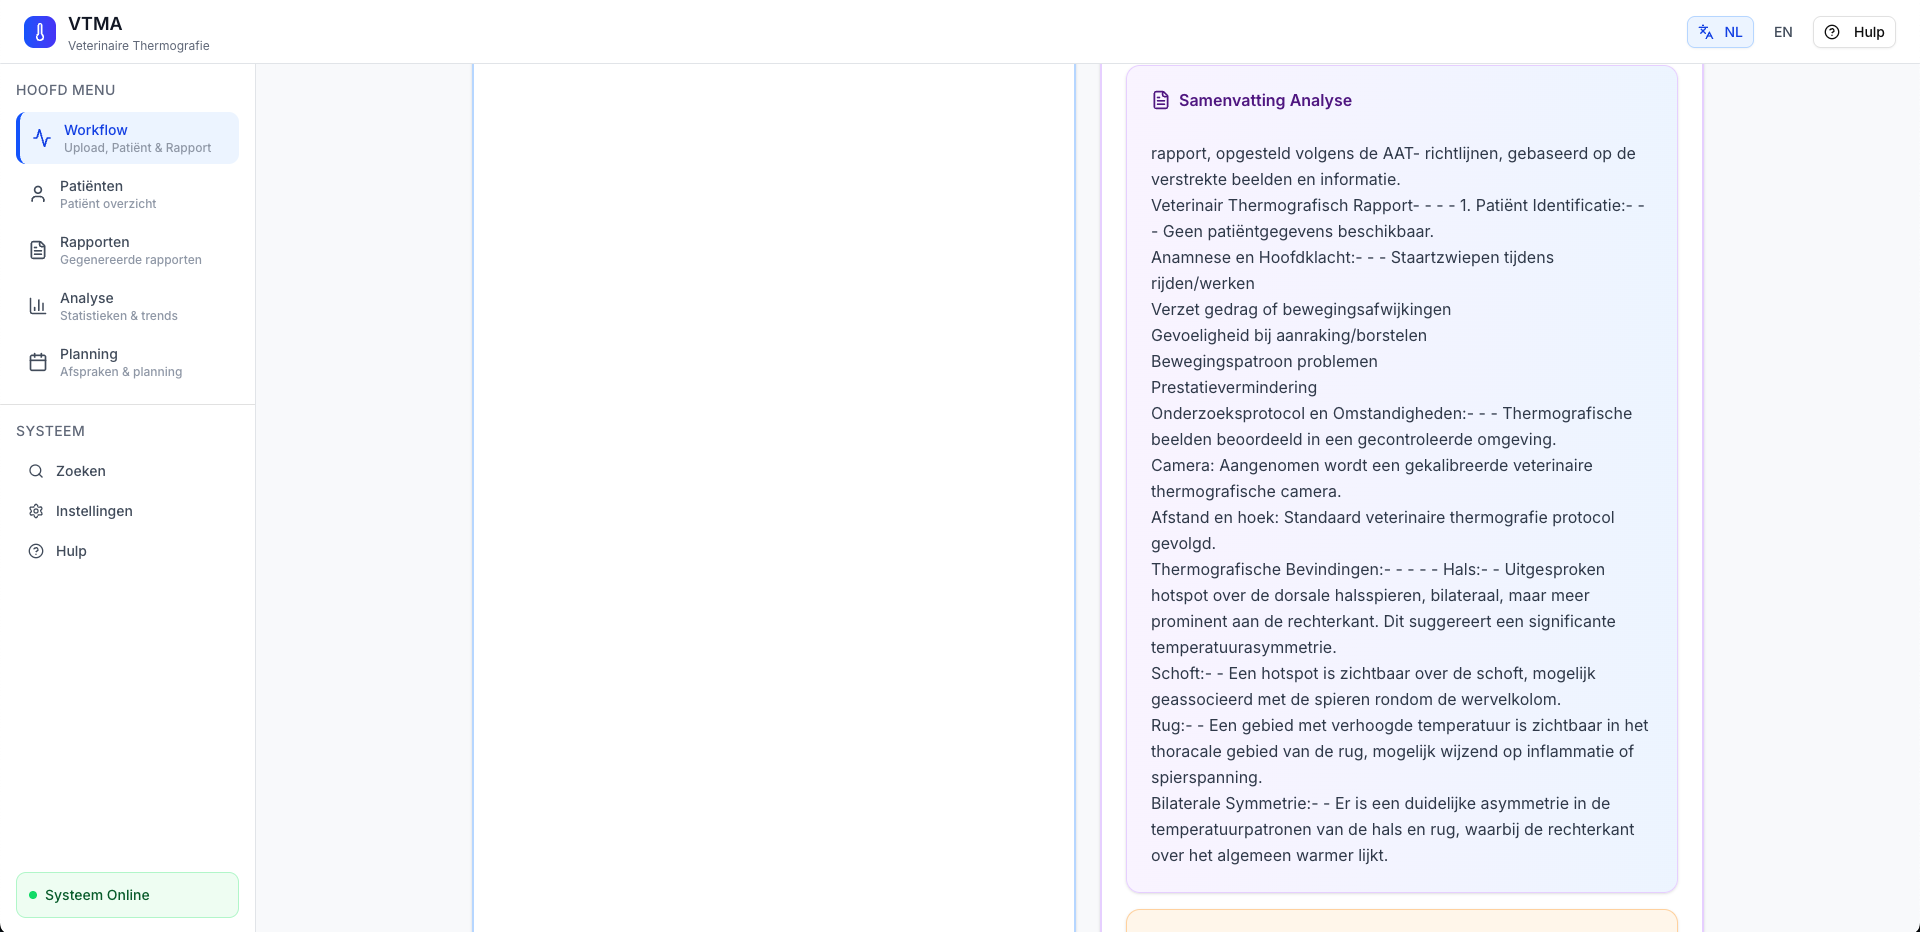 VTMA
Veterinaire Thermografie
NL
EN
Hulp
HOOFD MENU
Workflow
Upload, Patiënt & Rapport
Patiënten
Patiënt overzicht
Rapporten
Gegenereerde rapporten
Analyse
Statistieken & trends
Planning
Afspraken & planning
SYSTEEM
Zoeken
Instellingen
Hulp
Systeem Online
Samenvatting Analyse
rapport, opgesteld volgens de AAT- richtlijnen, gebaseerd op de
verstrekte beelden en informatie.
Veterinair Thermografisch Rapport- - - - 1. Patiënt Identificatie:- -
- Geen patiëntgegevens beschikbaar.
Anamnese en Hoofdklacht:- - - Staartzwiepen tijdens
rijden/werken
Verzet gedrag of bewegingsafwijkingen
Gevoeligheid bij aanraking/borstelen
Bewegingspatroon problemen
Prestatievermindering
Onderzoeksprotocol en Omstandigheden:- - - Thermografische
beelden beoordeeld in een gecontroleerde omgeving.
Camera: Aangenomen wordt een gekalibreerde veterinaire
thermografische camera.
Afstand en hoek: Standaard veterinaire thermografie protocol
gevolgd.
Thermografische Bevindingen:- - - - - Hals:- - Uitgesproken
hotspot over de dorsale halsspieren, bilateraal, maar meer
prominent aan de rechterkant. Dit suggereert een significante
temperatuurasymmetrie.
Schoft:- - Een hotspot is zichtbaar over de schoft, mogelijk
geassocieerd met de spieren rondom de wervelkolom.
Rug:- - Een gebied met verhoogde temperatuur is zichtbaar in het
thoracale gebied van de rug, mogelijk wijzend op inflammatie of
spierspanning.
Bilaterale Symmetrie:- - Er is een duidelijke asymmetrie in de
temperatuurpatronen van de hals en rug, waarbij de rechterkant
over het algemeen warmer lijkt.